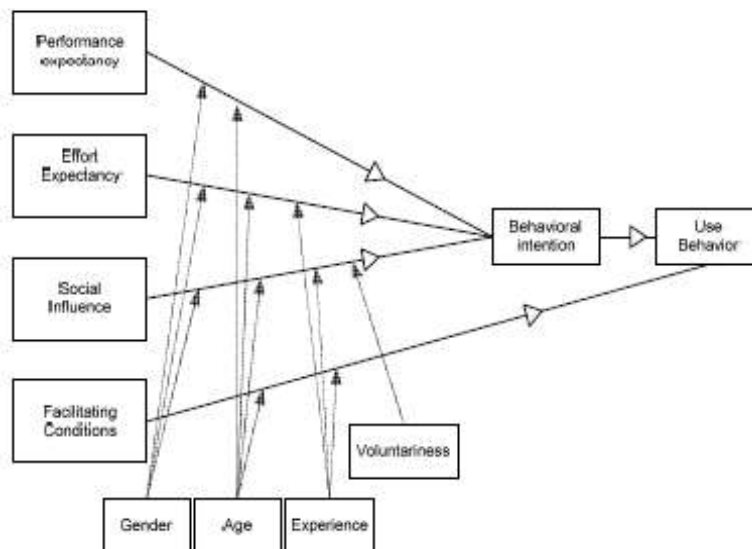 Performance
expectancy
Effort
Expectancy
Behavioral
intention
Use
Behavior
Social
Influence
Facilitating
Conditions
Voluntariness
Gender
Age
Experience